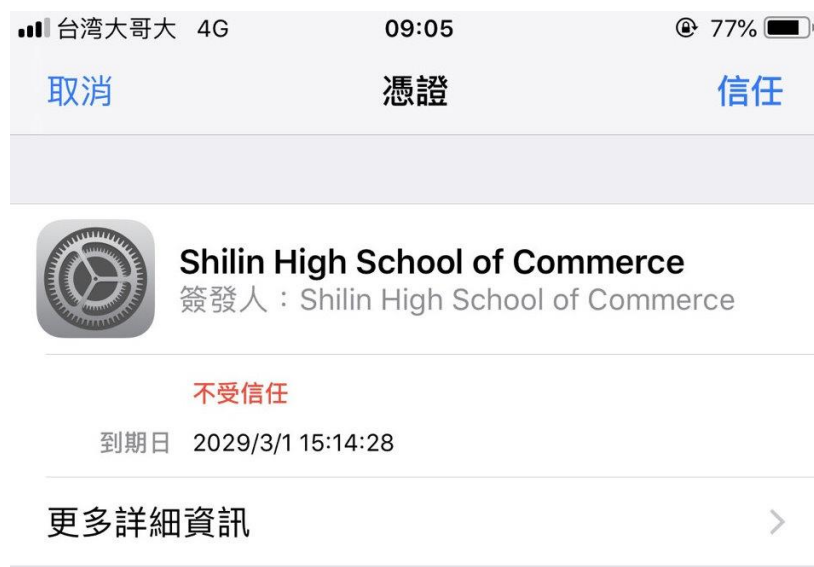 台湾大哥大 4G 09:05 77%
取消 憑證 信任
Shilin High School of Commerce
簽發人：Shilin High School of Commerce
不受信任
到期日 2029/3/1 15:14:28
更多詳細資訊